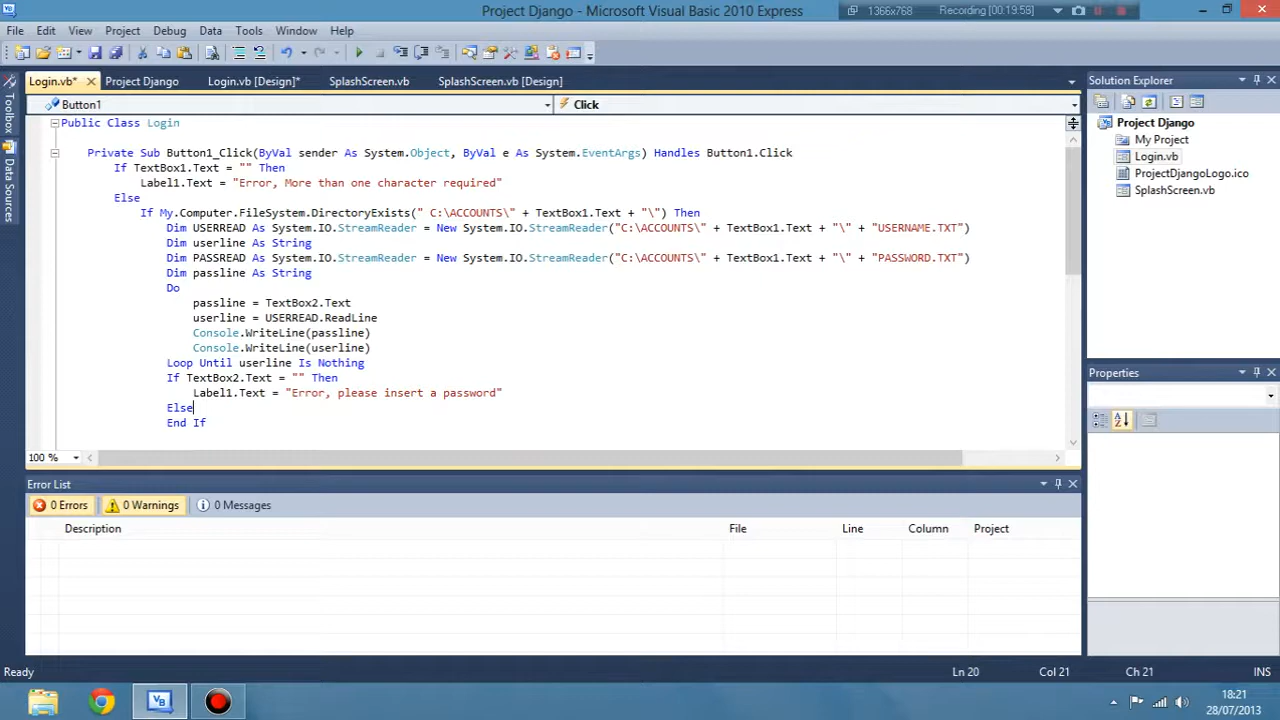 Project Django - Microsoft Visual Basic 2010 Express
1366x768
Recording [00:19:58]
File Edit View Project Debug Data Tools Window Help
Login.vb* Project Django Login.vb [Design]* SplashScreen.vb SplashScreen.vb [Design]
Button1
Click
Toolbox
Data Sources
Public Class Login
Private Sub Button1_Click(ByVal sender As System.Object, ByVal e As System.EventArgs) Handles Button1.Click
If TextBox1.Text = "" Then
Label1.Text = "Error, More than one character required"
Else
If My.Computer.FileSystem.DirectoryExists(" C:\ACCOUNTS\" + TextBox1.Text + "\") Then
Dim USERREAD As System.IO.StreamReader = New System.IO.StreamReader("C:\ACCOUNTS\" + TextBox1.Text + "\" + "USERNAME.TXT")
Dim userline As String
Dim PASSREAD As System.IO.StreamReader = New System.IO.StreamReader("C:\ACCOUNTS\" + TextBox1.Text + "\" + "PASSWORD.TXT")
Dim passline As String
Do
passline = TextBox2.Text
userline = USERREAD.ReadLine
Console.WriteLine(passline)
Console.WriteLine(userline)
Loop Until userline Is Nothing
If TextBox2.Text = "" Then
Label1.Text = "Error, please insert a password"
Else
End If
100 %
Solution Explorer
Project Django
My Project
Login.vb
ProjectDjangoLogo.ico
SplashScreen.vb
Properties
Error List
0 Errors 0 Warnings 0 Messages
Description File Line Column Project
Ready Ln 20 Col 21 Ch 21 INS
18:21
28/07/2013